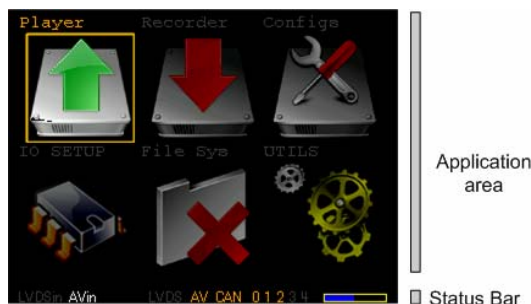 Player Recorder Configs
IO SETUP File Sys UTILS
Application
area
LVDSin AVin LVDS AV CAN 0 1 2 3 4
Status Bar